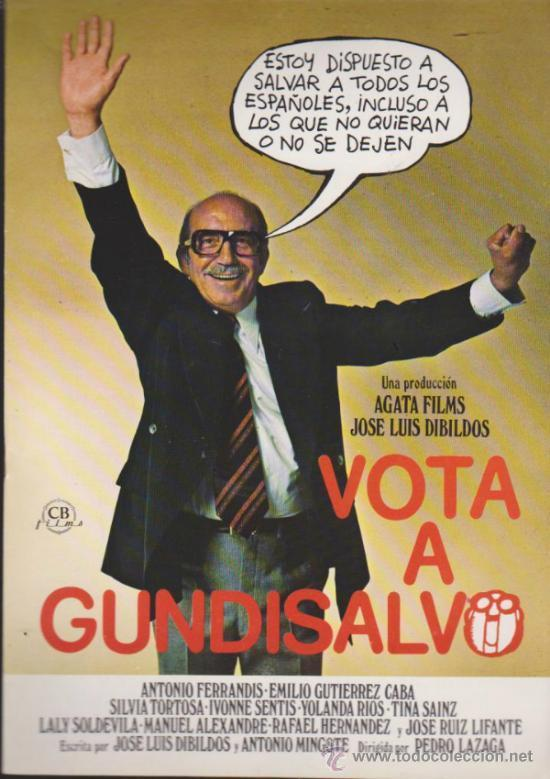 ESTOY DISPUESTO A
SALVAR A TODOS LOS
ESPAÑOLES, INCLUSO A
LOS QUE NO QUIERAN
O NO SE DEJEN
Una producción
AGATA FILMS
JOSE LUIS DIBILDOS
CB
films
VOTA
A
GUNDISALVO
ANTONIO FERRANDIS·EMILIO GUTIERREZ CABA
SILVIA TORTOSA·IVONNE SENTIS·YOLANDA RIOS·TINA SAINZ
LALY SOLDEVILA·MANUEL ALEXANDRE·RAFAEL HERNANDEZ y JOSE RUIZ LIFANTE
Escrita por JOSE LUIS DIBILDOS y ANTONIO MINGOTE Dirigida por PEDRO LAZAGA
todocoleccion
www.todocoleccion.net